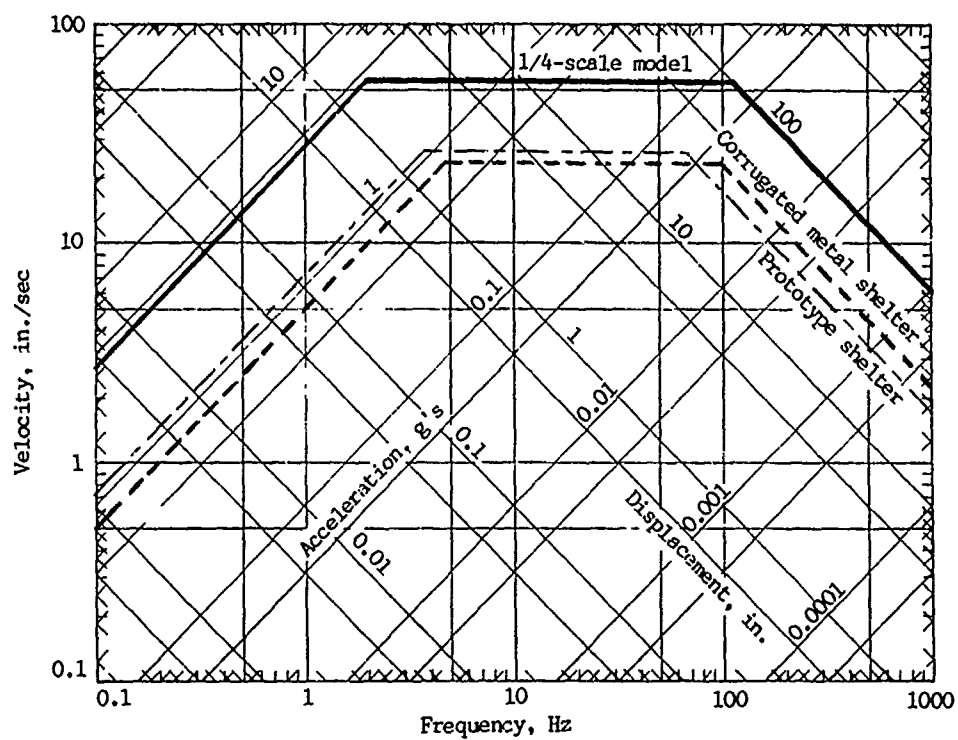 100
10
1
0.1
Velocity, in./sec
0.1
1
10
100
1000
Frequency, Hz
1/4-scale model
Corrugated metal shelter
Prototype shelter
10
1
0.1
0.01
0.001
0.0001
Displacement, in.
100
10
1
0.1
0.01
Acceleration, g's